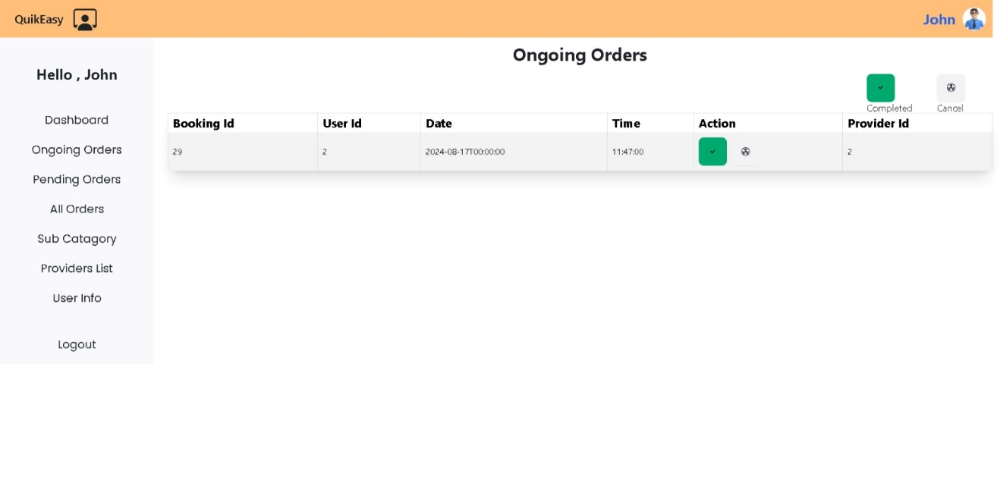 QuikEasy
John
Hello , John
Dashboard
Ongoing Orders
Pending Orders
All Orders
Sub Catagory
Providers List
User Info
Logout
Ongoing Orders
Completed Cancel
Booking Id User Id Date Time Action Provider Id
29 2 2024-08-17T00:00:00 11:47:00 2